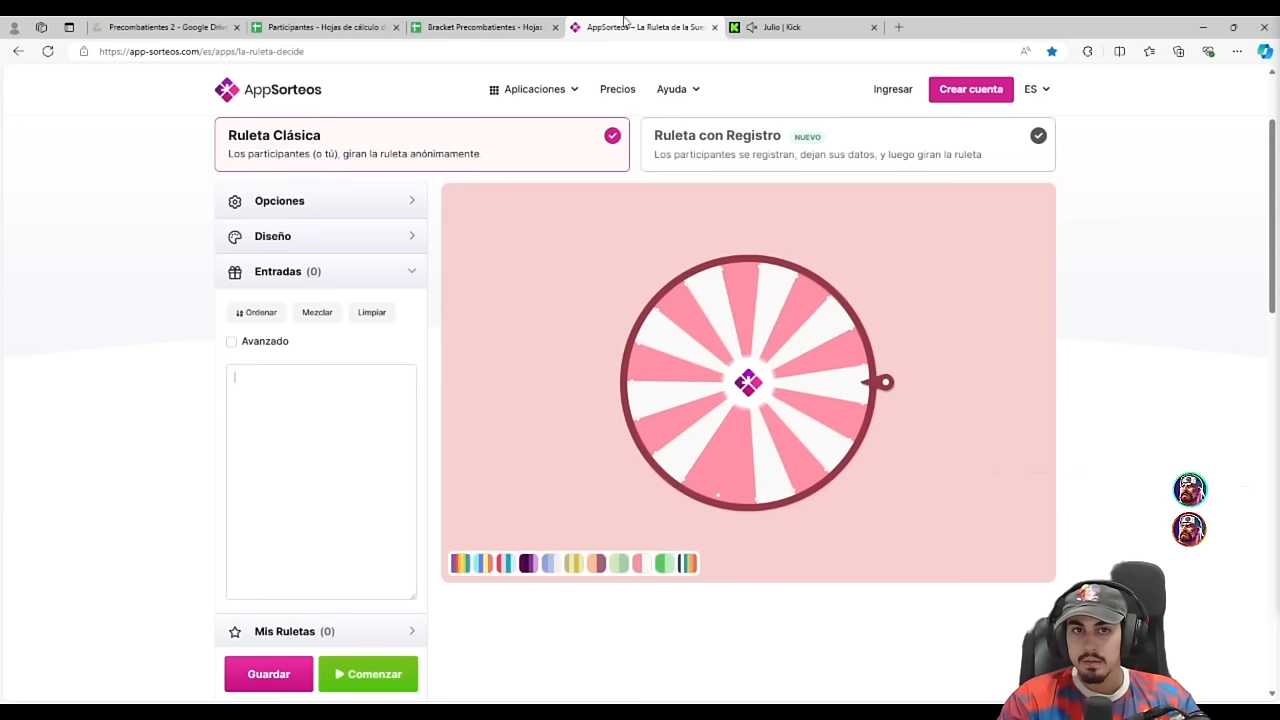 Precombatientes 2 - Google Drive
Participantes - Hojas de cálculo d
Bracket Precombatientes - Hojas
AppSorteos – La Ruleta de la Sue
Julio | Kick
https://app-sorteos.com/es/apps/la-ruleta-decide
AppSorteos
Aplicaciones
Precios
Ayuda
Ingresar
Crear cuenta
ES
Ruleta Clásica
Los participantes (o tú), giran la ruleta anónimamente.
Ruleta con Registro NUEVO
Los participantes se registran, dejan sus datos, y luego giran la ruleta
Opciones
Diseño
Entradas (0)
Ordenar
Mezclar
Limpiar
Avanzado
Mis Ruletas (0)
Guardar
Comenzar